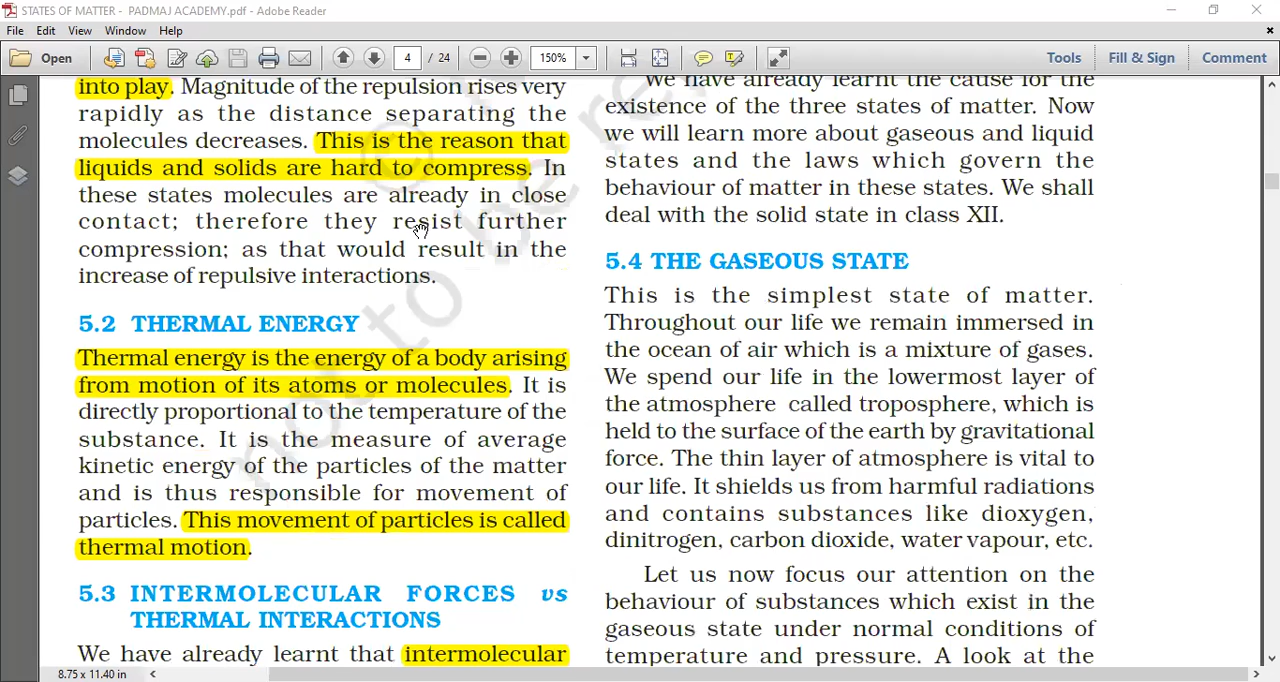 STATES OF MATTER - PADMAJ ACADEMY.pdf - Adobe Reader
File Edit View Window Help
Open 4 / 24 150% Tools Fill & Sign Comment
into play. Magnitude of the repulsion rises very
rapidly as the distance separating the
molecules decreases. This is the reason that
liquids and solids are hard to compress. In
these states molecules are already in close
contact; therefore they resist further
compression; as that would result in the
increase of repulsive interactions.
5.2 THERMAL ENERGY
Thermal energy is the energy of a body arising
from motion of its atoms or molecules. It is
directly proportional to the temperature of the
substance. It is the measure of average
kinetic energy of the particles of the matter
and is thus responsible for movement of
particles. This movement of particles is called
thermal motion.
5.3 INTERMOLECULAR FORCES vs
THERMAL INTERACTIONS
We have already learnt that intermolecular
We have already learnt the cause for the
existence of the three states of matter. Now
we will learn more about gaseous and liquid
states and the laws which govern the
behaviour of matter in these states. We shall
deal with the solid state in class XII.
5.4 THE GASEOUS STATE
This is the simplest state of matter.
Throughout our life we remain immersed in
the ocean of air which is a mixture of gases.
We spend our life in the lowermost layer of
the atmosphere called troposphere, which is
held to the surface of the earth by gravitational
force. The thin layer of atmosphere is vital to
our life. It shields us from harmful radiations
and contains substances like dioxygen,
dinitrogen, carbon dioxide, water vapour, etc.
Let us now focus our attention on the
behaviour of substances which exist in the
gaseous state under normal conditions of
temperature and pressure. A look at the
not to be re
©
8.75 x 11.40 in